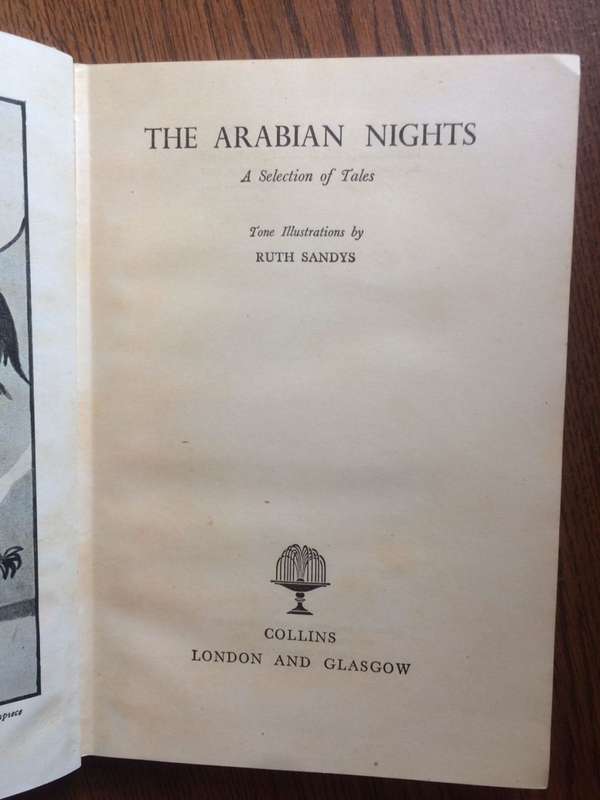 THE ARABIAN NIGHTS
A Selection of Tales
Tone Illustrations by
RUTH SANDYS
COLLINS
LONDON AND GLASGOW